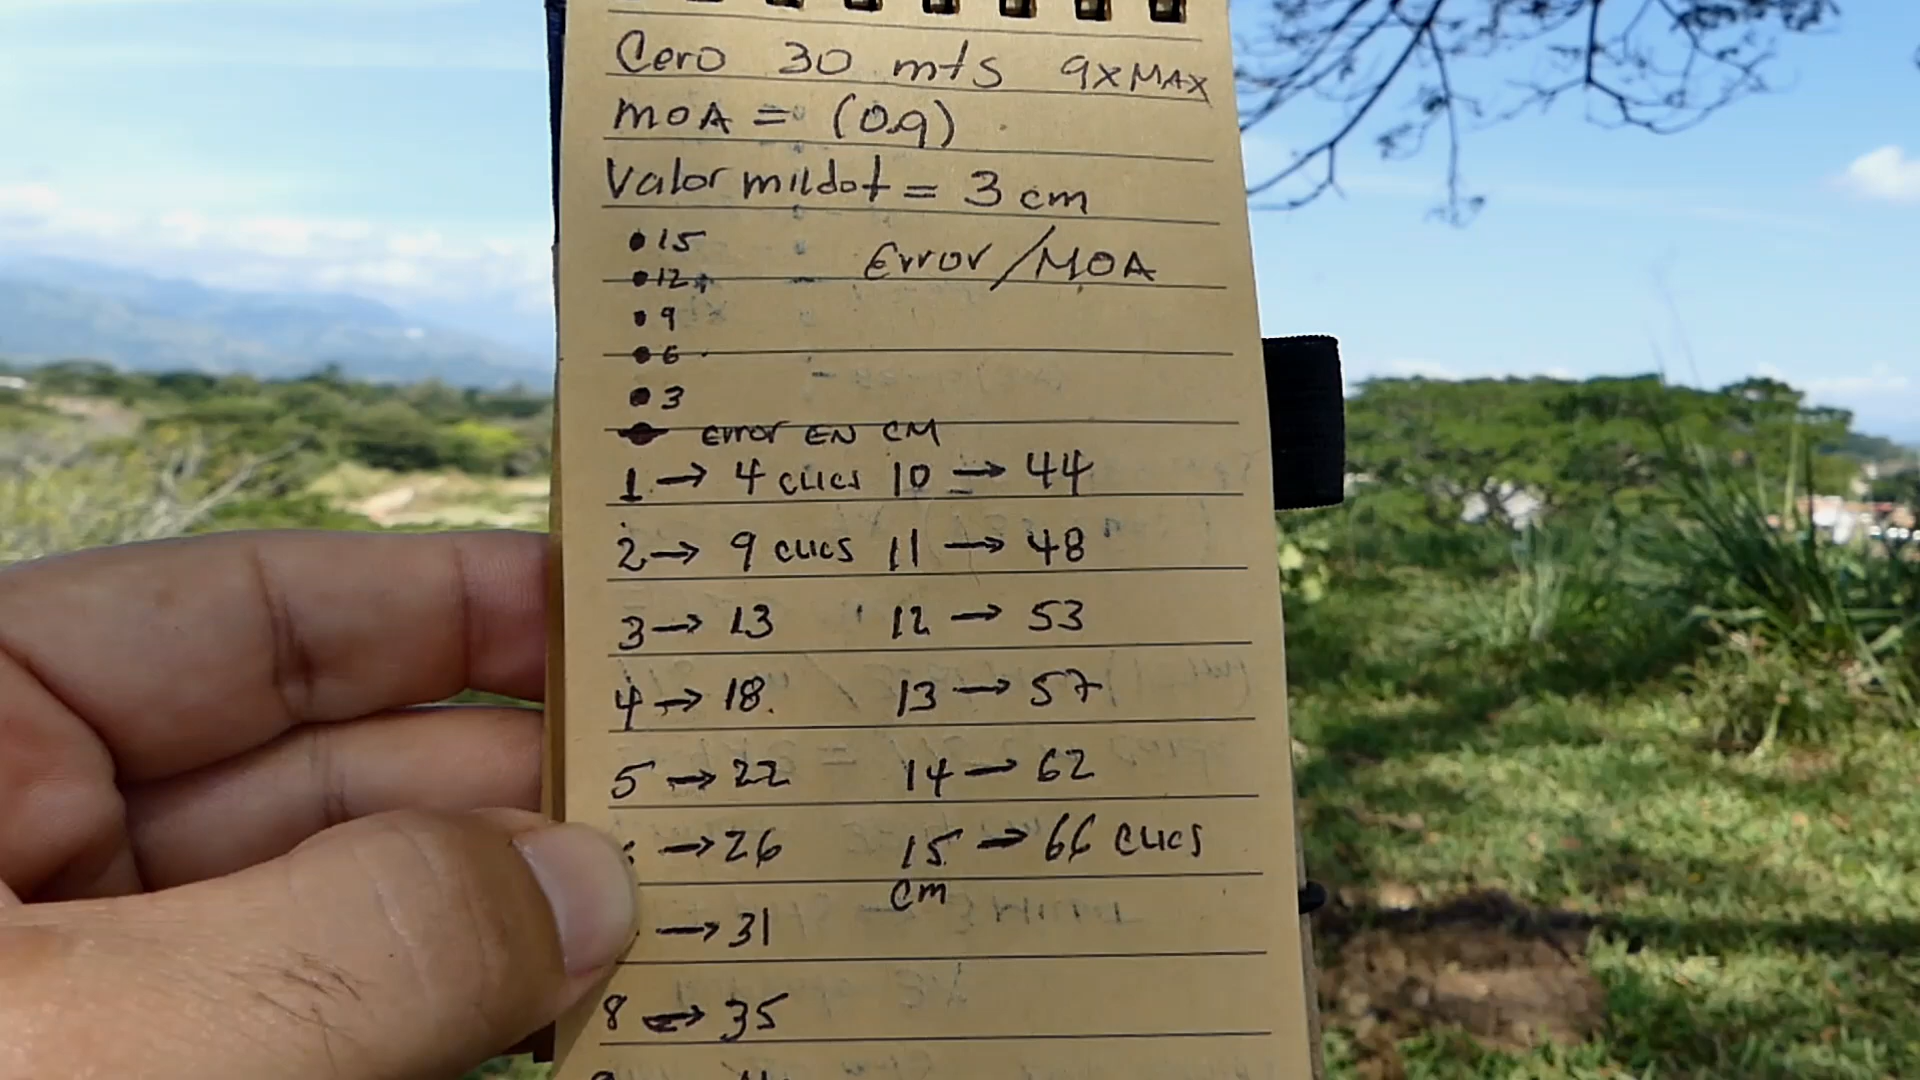 Cero 30 mts 9XMAX
MOA = (0.9)
Valor mildot = 3 cm
• 15
Error/MOA
• 12
• 9
• 6
• 3
error EN CM
1 → 4 clics 10 → 44
2 → 9 clics 11 → 48
3 → 13 12 → 53
4 → 18. 13 → 57
5 → 22 14 → 62
→ 26 15 → 66 clics
cm
→ 31
8 → 35